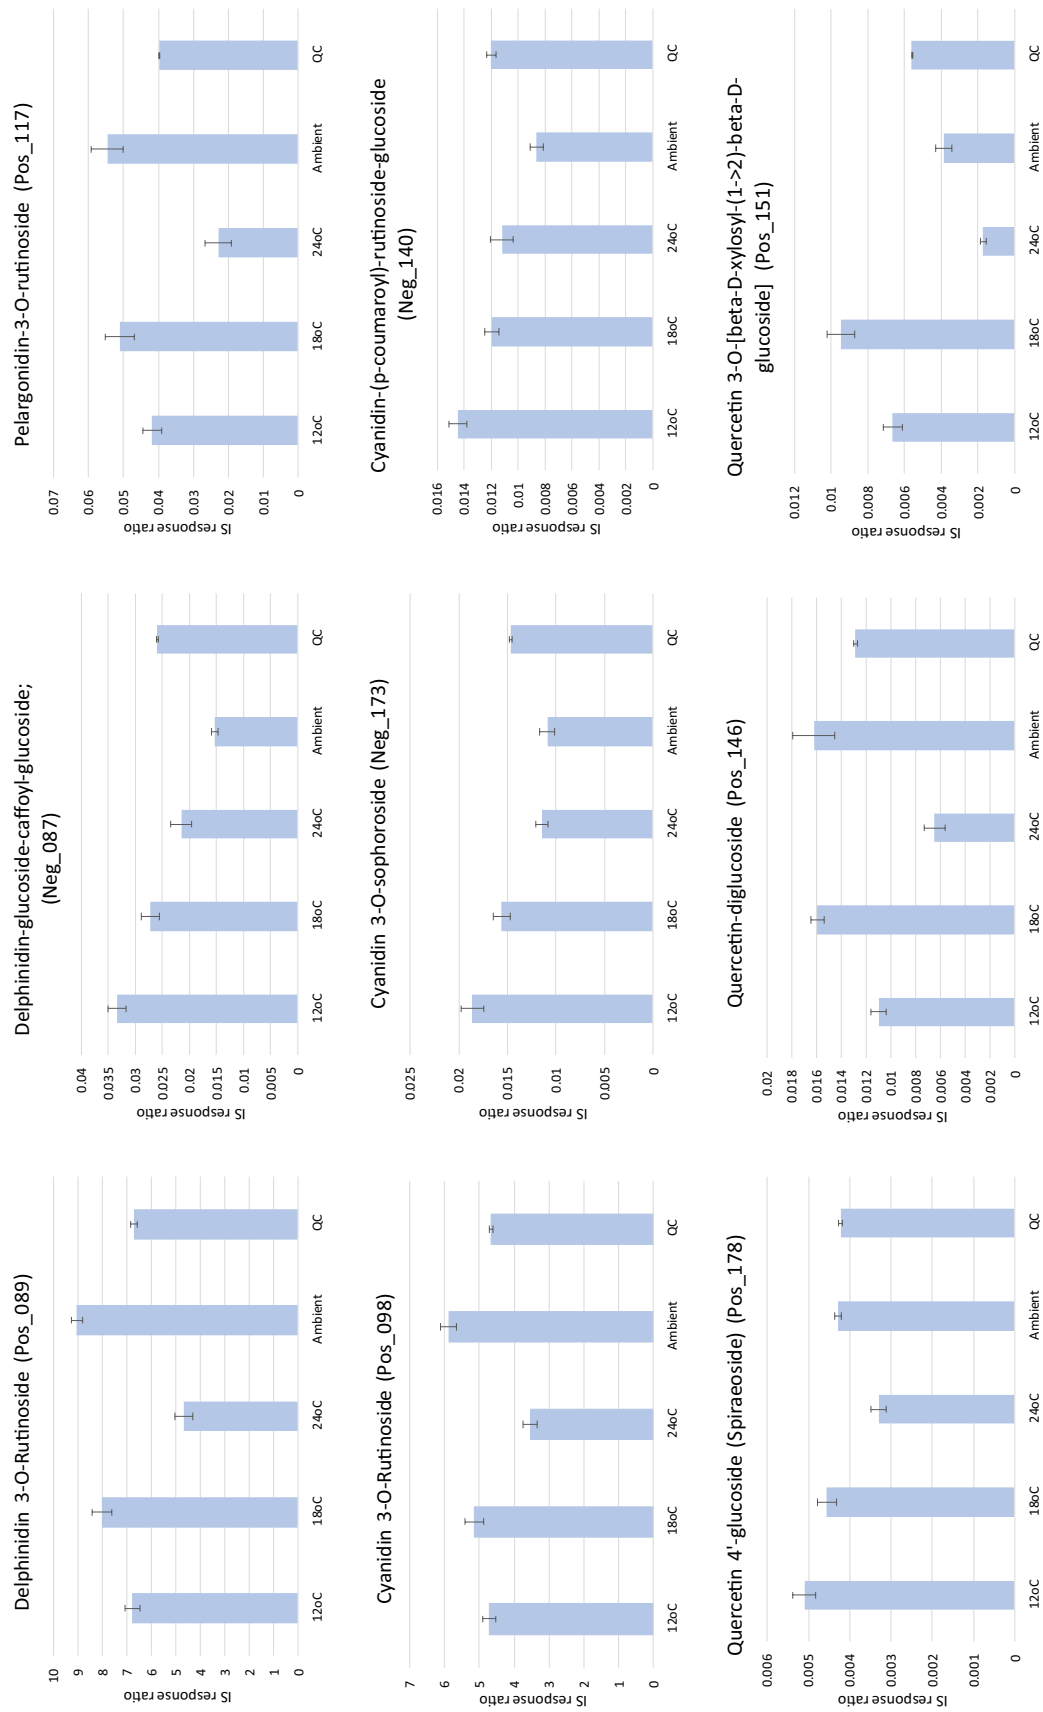 Delphinidin 3-O-Rutinoside (Pos_089)
10
9
8
7
6
5
4
3
2
1
0
IS response ratio
12oC 18oC 24oC Ambient QC
Delphinidin-glucoside-caffoyl-glucoside;
(Neg_087)
0.04
0.035
0.03
0.025
0.02
0.015
0.01
0.005
0
IS response ratio
12oC 18oC 24oC Ambient QC
Pelargonidin-3-O-rutinoside (Pos_117)
0.07
0.06
0.05
0.04
0.03
0.02
0.01
0
IS response ratio
12oC 18oC 24oC Ambient QC
Cyanidin 3-O-Rutinoside (Pos_098)
7
6
5
4
3
2
1
0
IS response ratio
12oC 18oC 24oC Ambient QC
Cyanidin 3-O-sophoroside (Neg_173)
0.025
0.02
0.015
0.01
0.005
0
IS response ratio
12oC 18oC 24oC Ambient QC
Cyanidin-(p-coumaroyl)-rutinoside-glucoside
(Neg_140)
0.016
0.014
0.012
0.01
0.008
0.006
0.004
0.002
0
IS response ratio
12oC 18oC 24oC Ambient QC
Quercetin 4'-glucoside (Spiraeoside) (Pos_178)
0.006
0.005
0.004
0.003
0.002
0.001
0
IS response ratio
12oC 18oC 24oC Ambient QC
Quercetin-diglucoside (Pos_146)
0.02
0.018
0.016
0.014
0.012
0.01
0.008
0.006
0.004
0.002
0
IS response ratio
12oC 18oC 24oC Ambient QC
Quercetin 3-O-[beta-D-xylosyl-(1->2)-beta-D-
glucoside] (Pos_151)
0.012
0.01
0.008
0.006
0.004
0.002
0
IS response ratio
12oC 18oC 24oC Ambient QC